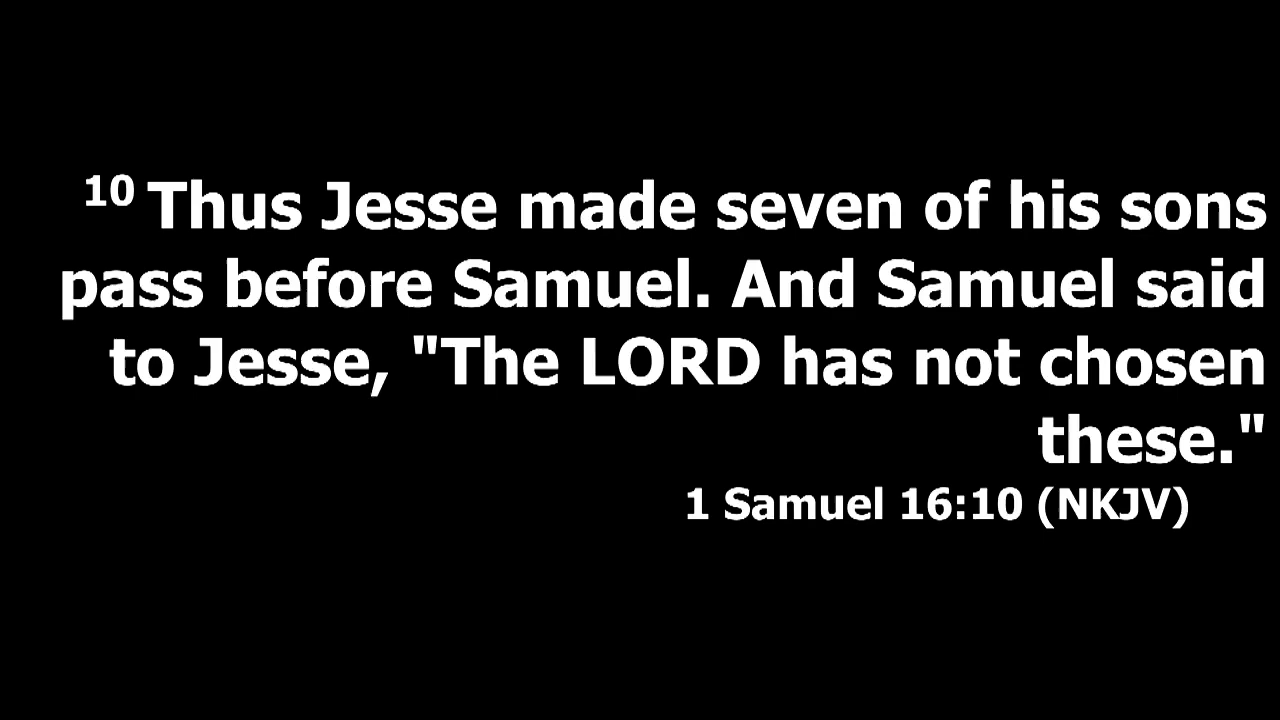 10 Thus Jesse made seven of his sons
pass before Samuel. And Samuel said
to Jesse, "The LORD has not chosen
these."
1 Samuel 16:10 (NKJV)